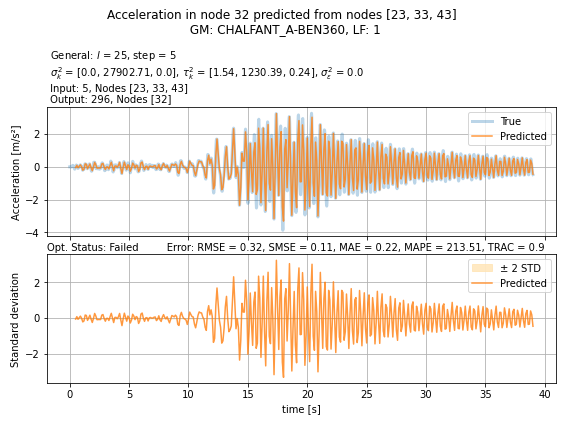 Acceleration in node 32 predicted from nodes [23, 33, 43]
GM: CHALFANT_A-BEN360, LF: 1
General: l = 25, step = 5
σ²ₖ = [0.0, 27902.71, 0.0], τ²ₖ = [1.54, 1230.39, 0.24], σ²ε = 0.0
Input: 5, Nodes [23, 33, 43]
Output: 296, Nodes [32]
Acceleration [m/s²]
2
0
−2
−4
True
Predicted
Opt. Status: Failed Error: RMSE = 0.32, SMSE = 0.11, MAE = 0.22, MAPE = 213.51, TRAC = 0.9
Standard deviation
2
0
−2
± 2 STD
Predicted
0 5 10 15 20 25 30 35 40
time [s]